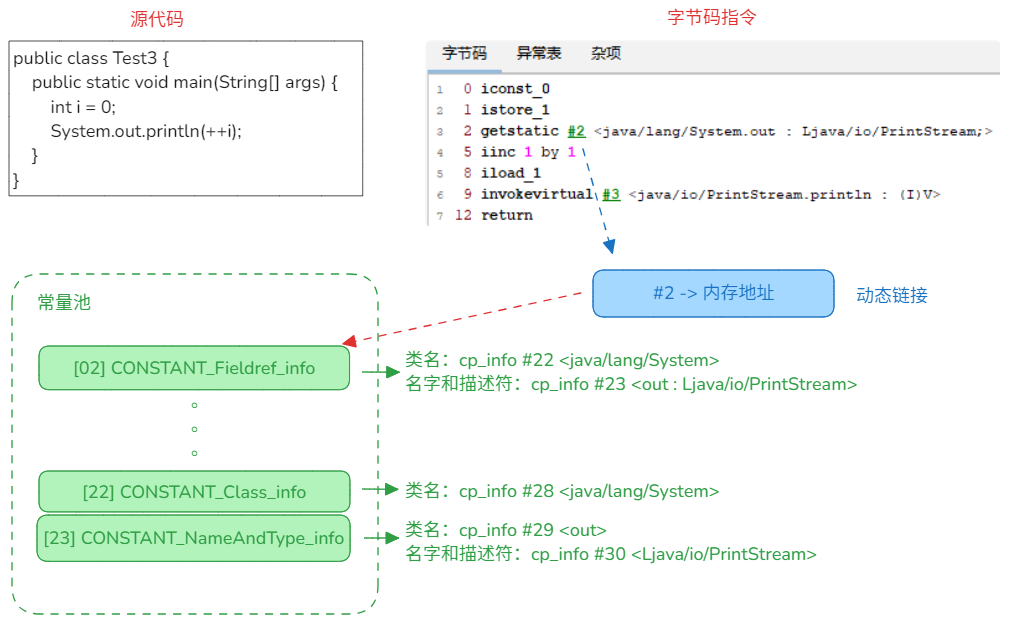 源代码
public class Test3 {
public static void main(String[] args) {
int i = 0;
System.out.println(++i);
}
}
字节码指令
字节码 异常表 杂项
1 0 iconst_0
2 1 istore_1
3 2 getstatic #2 <java/lang/System.out : Ljava/io/PrintStream;>
4 5 iinc 1 by 1
5 8 iload_1
6 9 invokevirtual #3 <java/io/PrintStream.println : (I)V>
7 12 return
#2 -> 内存地址
动态链接
常量池
[02] CONSTANT_Fieldref_info
类名：cp_info #22 <java/lang/System>
名字和描述符：cp_info #23 <out : Ljava/io/PrintStream>
[22] CONSTANT_Class_info
类名：cp_info #28 <java/lang/System>
[23] CONSTANT_NameAndType_info
类名：cp_info #29 <out>
名字和描述符：cp_info #30 <Ljava/io/PrintStream>